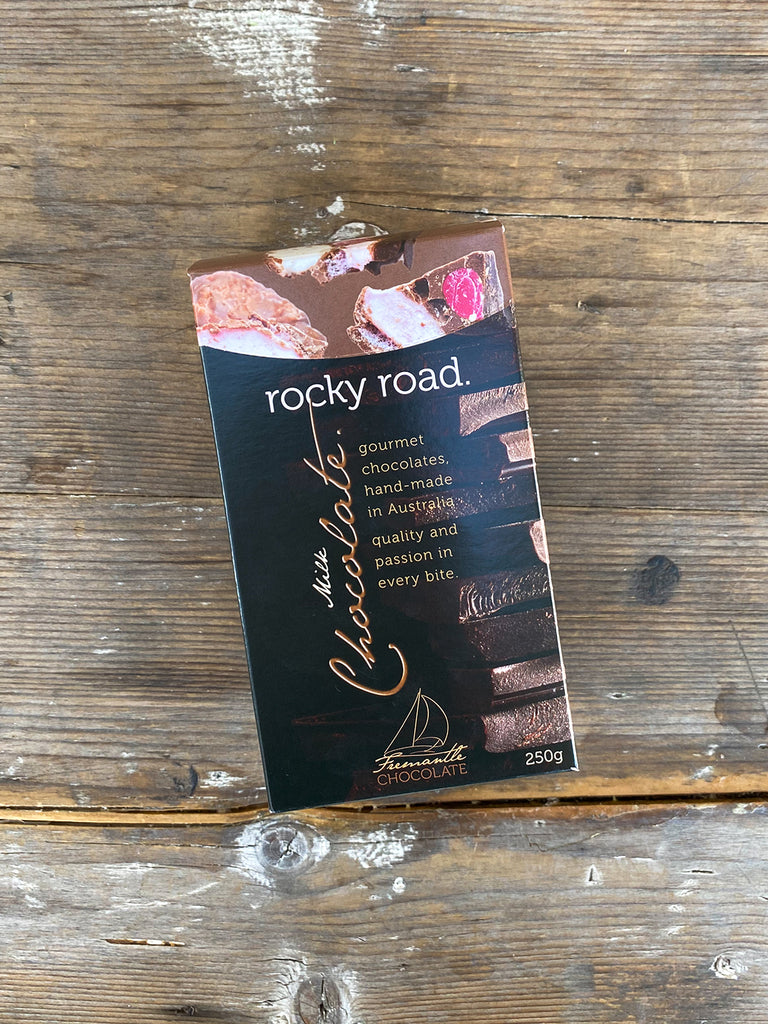 rocky road.
Milk
Chocolate.
gourmet
chocolates,
hand-made
in Australia
quality and
passion in
every bite.
Fremantle
CHOCOLATE
250g